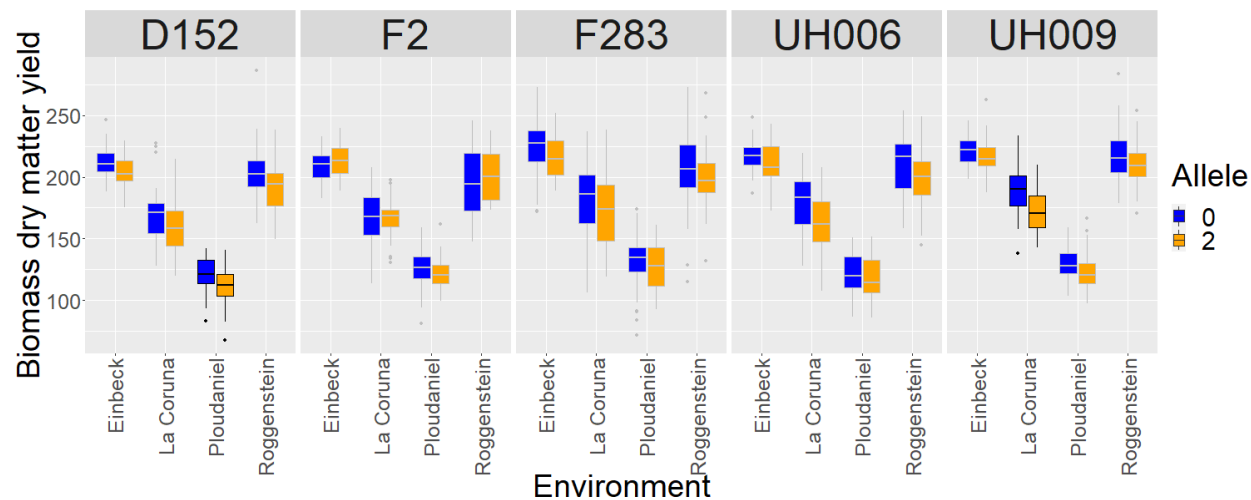 D152 F2 F283 UH006 UH009
Biomass dry matter yield
250
200
150
100
Einbeck La Coruna Ploudaniel Roggenstein Einbeck La Coruna Ploudaniel Roggenstein Einbeck La Coruna Ploudaniel Roggenstein Einbeck La Coruna Ploudaniel Roggenstein Einbeck La Coruna Ploudaniel Roggenstein
Environment
Allele
0
2